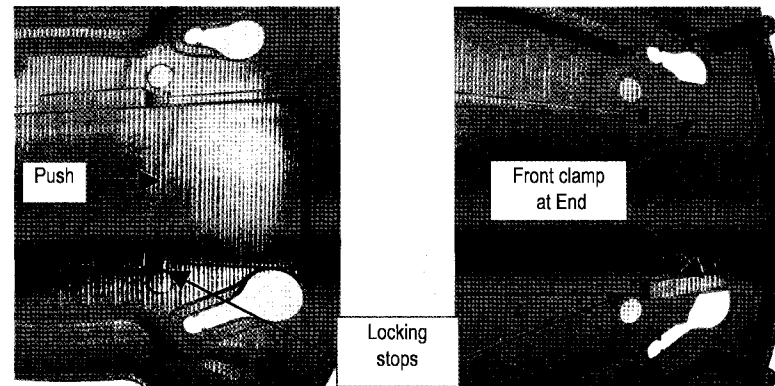 Push
Front clamp
at End
Locking
stops